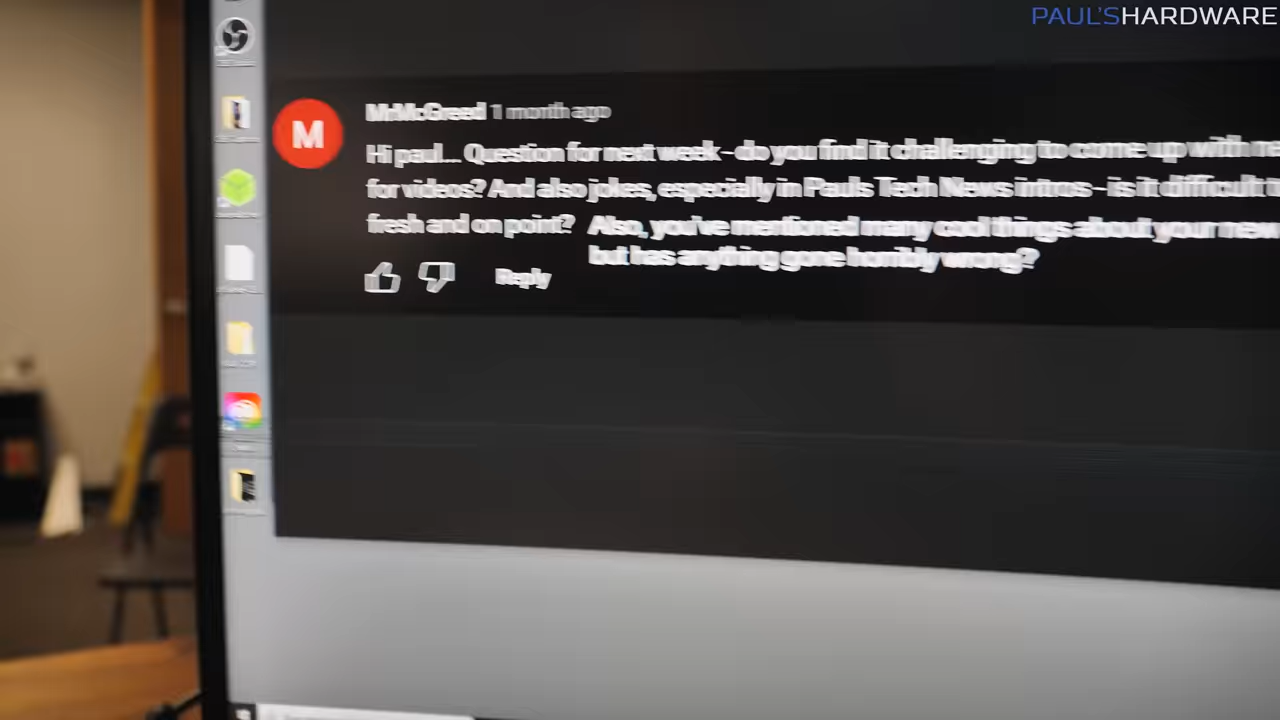 PAUL'SHARDWARE
M
MrMcGreed 1 month ago
Hi paul... Question for next week - do you find it challenging to come up with
for videos? And also jokes, especially in Pauls Tech News intros - is it difficult
fresh and on point? Also, you've mentioned many cool things about your new
but has anything gone horribly wrong?
Reply